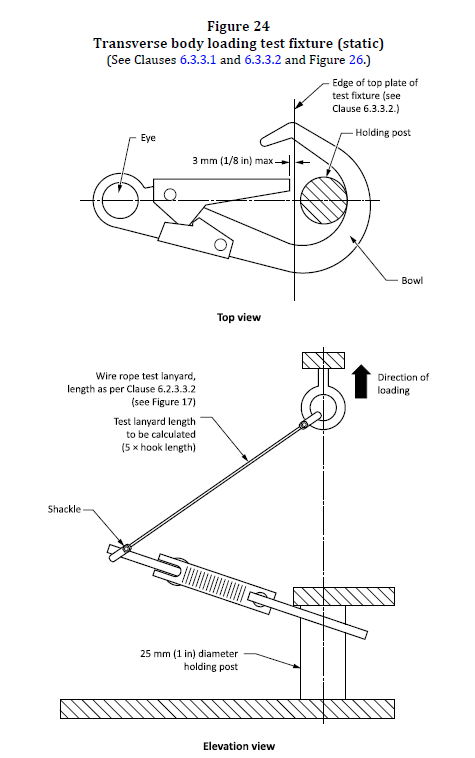 Figure 24
Transverse body loading test fixture (static)
(See Clauses 6.3.3.1 and 6.3.3.2 and Figure 26.)
Edge of top plate of
test fixture (see
Clause 6.3.3.2.)
Holding post
Eye
3 mm (1/8 in) max
Bowl
Top view
Wire rope test lanyard,
length as per Clause 6.2.3.3.2
(see Figure 17)
Direction of
loading
Test lanyard length
to be calculated
(5 × hook length)
Shackle
25 mm (1 in) diameter
holding post
Elevation view